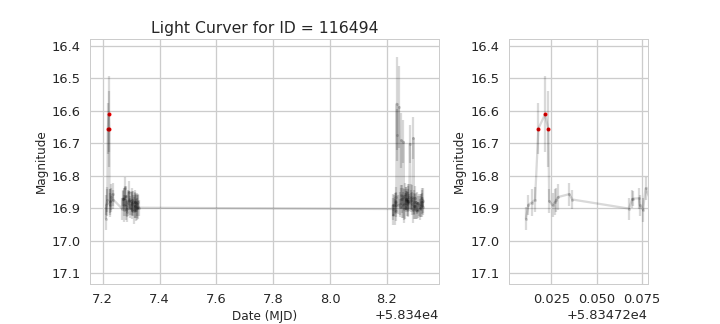 Light Curver for ID = 116494
16.4
16.5
16.6
16.7
16.8
16.9
17.0
17.1
Magnitude
7.2 7.4 7.6 7.8 8.0 8.2
+5.834e4
Date (MJD)
16.4
16.5
16.6
16.7
16.8
16.9
17.0
17.1
Magnitude
0.025 0.050 0.075
+5.83472e4